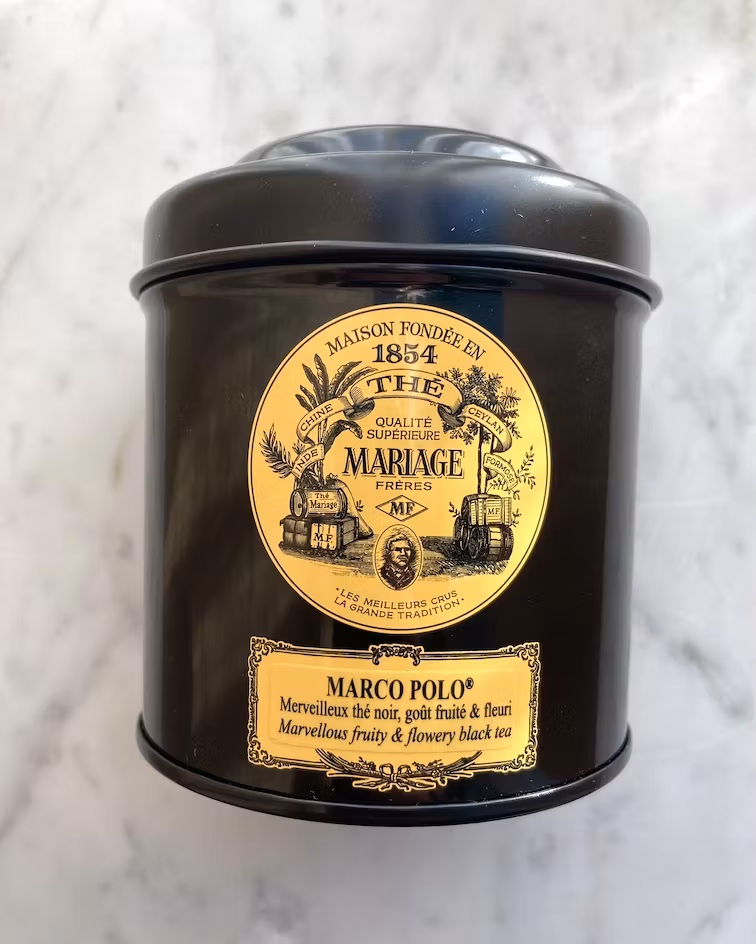 MAISON FONDÉE EN
1854
THÉ
CHINE
CEYLAN
INDE
FORMOSE
QUALITÉ
SUPÉRIEURE
MARIAGE
FRÈRES
MF
Thé
Mariage
M.F.
MF
•LES MEILLEURS CRUS
LA GRANDE TRADITION•
MARCO POLO®
Merveilleux thé noir, goût fruité & fleuri
Marvellous fruity & flowery black tea